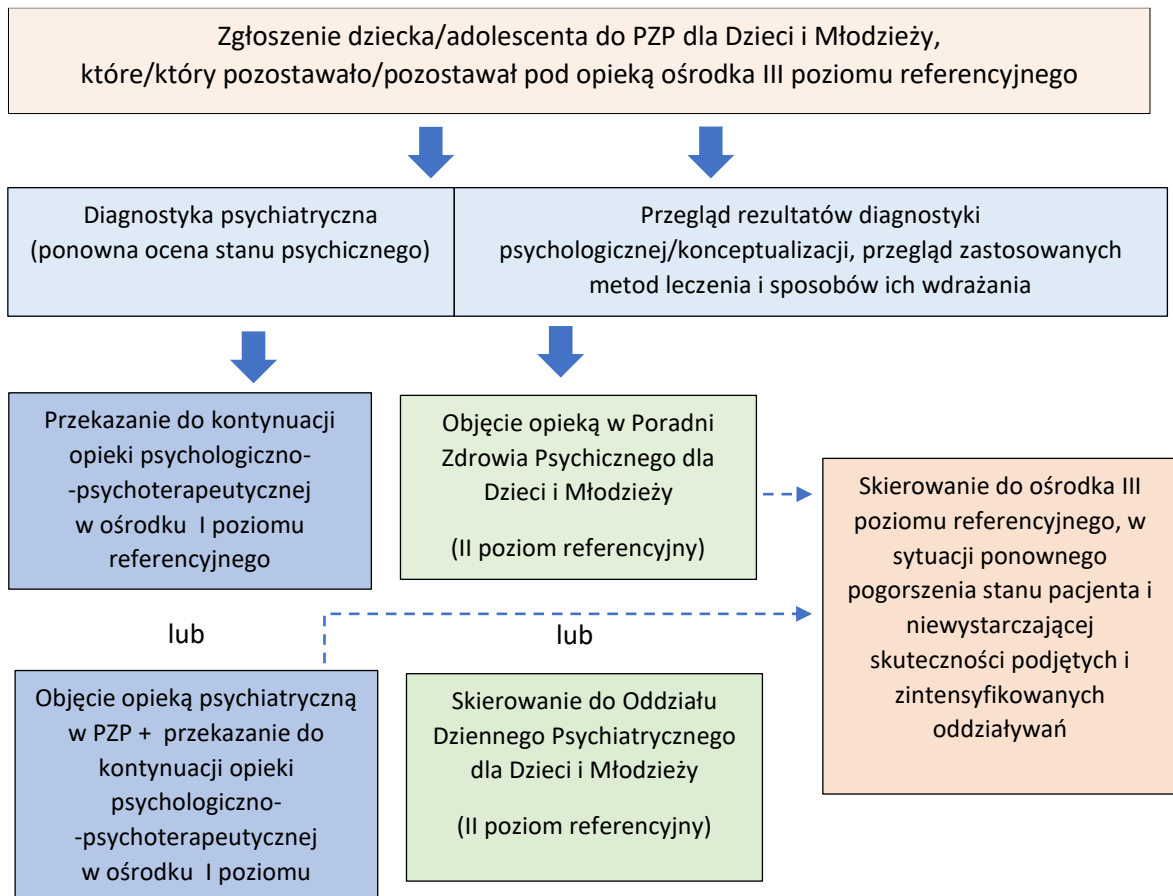 Zgłoszenie dziecka/adolescenta do PZP dla Dzieci i Młodzieży,
które/który pozostawało/pozostawał pod opieką ośrodka III poziomu referencyjnego
Diagnostyka psychiatryczna
(ponowna ocena stanu psychicznego)
Przegląd rezultatów diagnostyki
psychologicznej/konceptualizacji, przegląd zastosowanych
metod leczenia i sposobów ich wdrażania
Przekazanie do kontynuacji
opieki psychologiczno-
-psychoterapeutycznej
w ośrodku I poziomu
referencyjnego
Objęcie opieką w Poradni
Zdrowia Psychicznego dla
Dzieci i Młodzieży
(II poziom referencyjny)
Skierowanie do ośrodka III
poziomu referencyjnego, w
sytuacji ponownego
pogorszenia stanu pacjenta i
niewystarczającej
skuteczności podjętych i
zintensyfikowanych
oddziaływań
lub
lub
Objęcie opieką psychiatryczną
w PZP + przekazanie do
kontynuacji opieki
psychologiczno-
-psychoterapeutycznej
w ośrodku I poziomu
Skierowanie do Oddziału
Dziennego Psychiatrycznego
dla Dzieci i Młodzieży
(II poziom referencyjny)